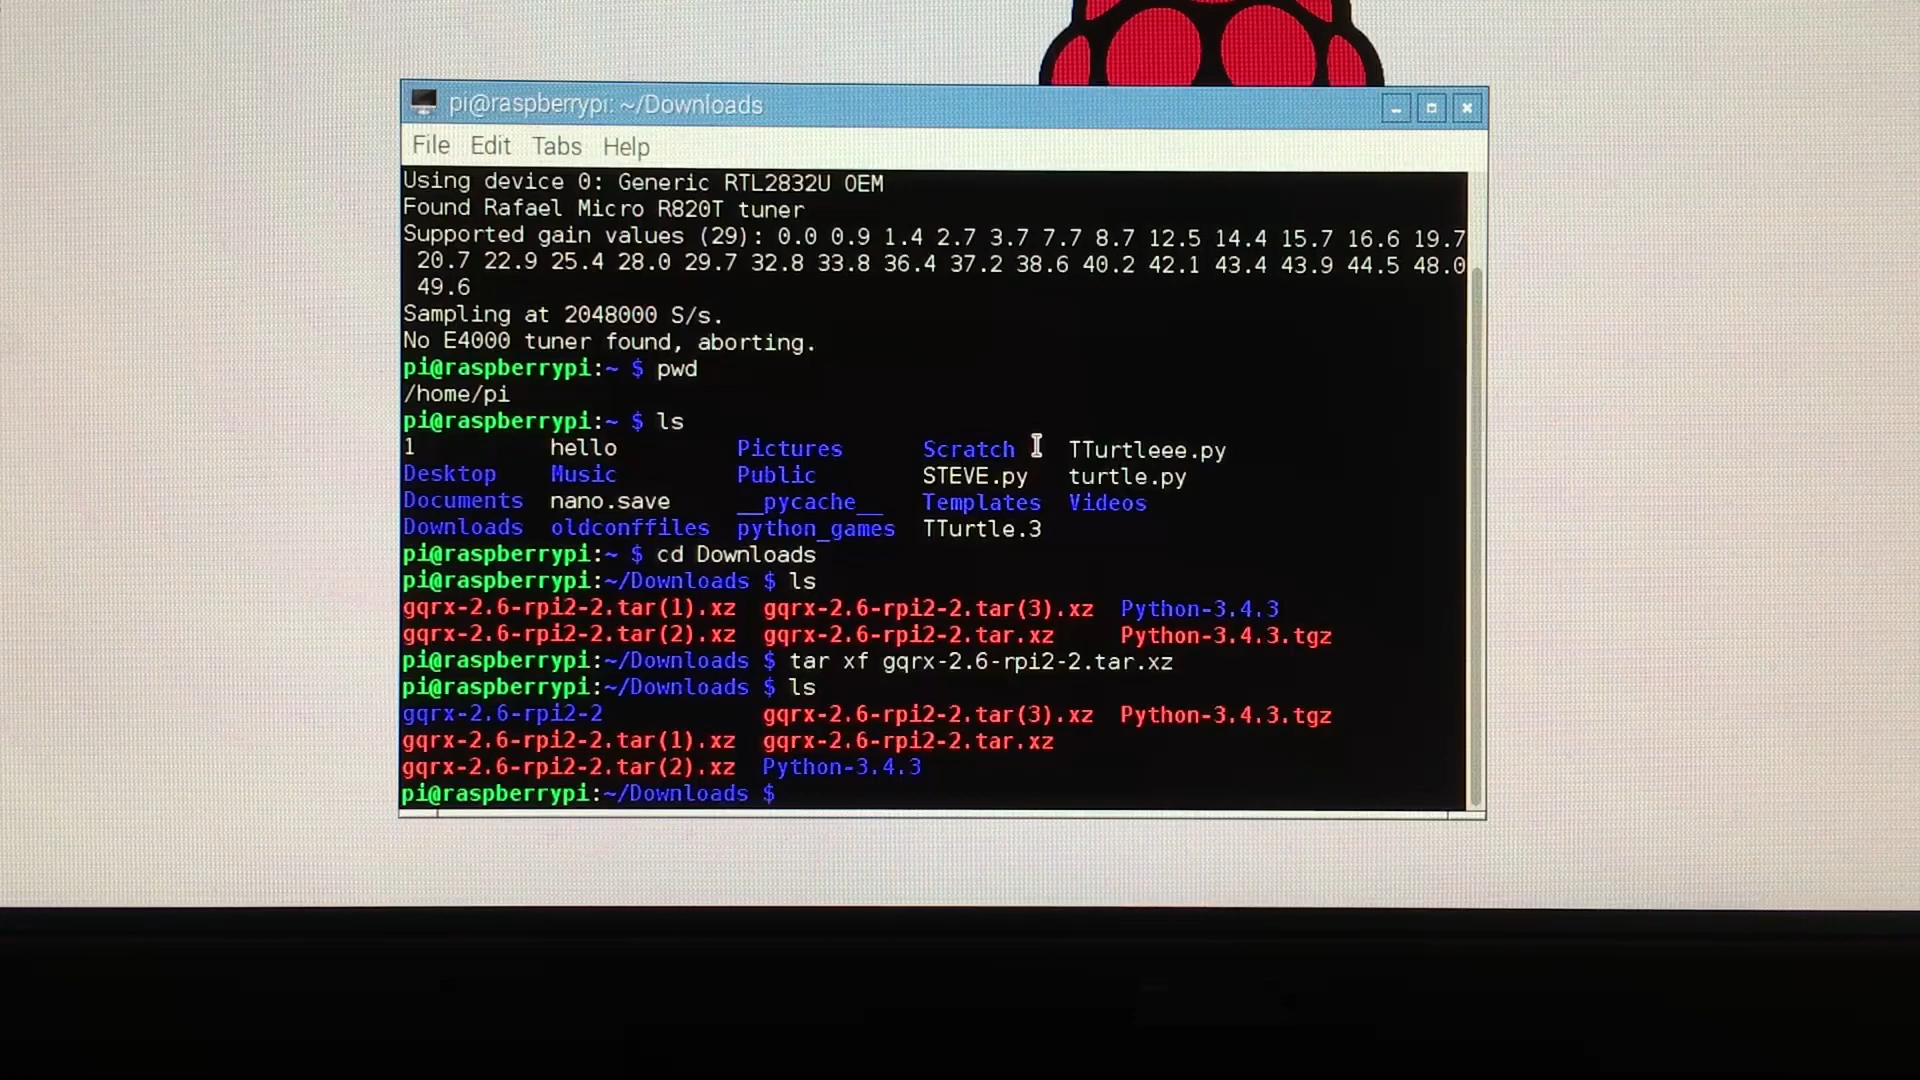 pi@raspberrypi: ~/Downloads
File Edit Tabs Help
Using device 0: Generic RTL2832U OEM
Found Rafael Micro R820T tuner
Supported gain values (29): 0.0 0.9 1.4 2.7 3.7 7.7 8.7 12.5 14.4 15.7 16.6 19.7
20.7 22.9 25.4 28.0 29.7 32.8 33.8 36.4 37.2 38.6 40.2 42.1 43.4 43.9 44.5 48.0
49.6
Sampling at 2048000 S/s.
No E4000 tuner found, aborting.
pi@raspberrypi:~ $ pwd
/home/pi
pi@raspberrypi:~ $ ls
1 hello Pictures Scratch TTurtleee.py
Desktop Music Public STEVE.py turtle.py
Documents nano.save __pycache__ Templates Videos
Downloads oldconffiles python_games TTurtle.3
pi@raspberrypi:~ $ cd Downloads
pi@raspberrypi:~/Downloads $ ls
gqrx-2.6-rpi2-2.tar(1).xz gqrx-2.6-rpi2-2.tar(3).xz Python-3.4.3
gqrx-2.6-rpi2-2.tar(2).xz gqrx-2.6-rpi2-2.tar.xz Python-3.4.3.tgz
pi@raspberrypi:~/Downloads $ tar xf gqrx-2.6-rpi2-2.tar.xz
pi@raspberrypi:~/Downloads $ ls
gqrx-2.6-rpi2-2 gqrx-2.6-rpi2-2.tar(3).xz Python-3.4.3.tgz
gqrx-2.6-rpi2-2.tar(1).xz gqrx-2.6-rpi2-2.tar.xz
gqrx-2.6-rpi2-2.tar(2).xz Python-3.4.3
pi@raspberrypi:~/Downloads $